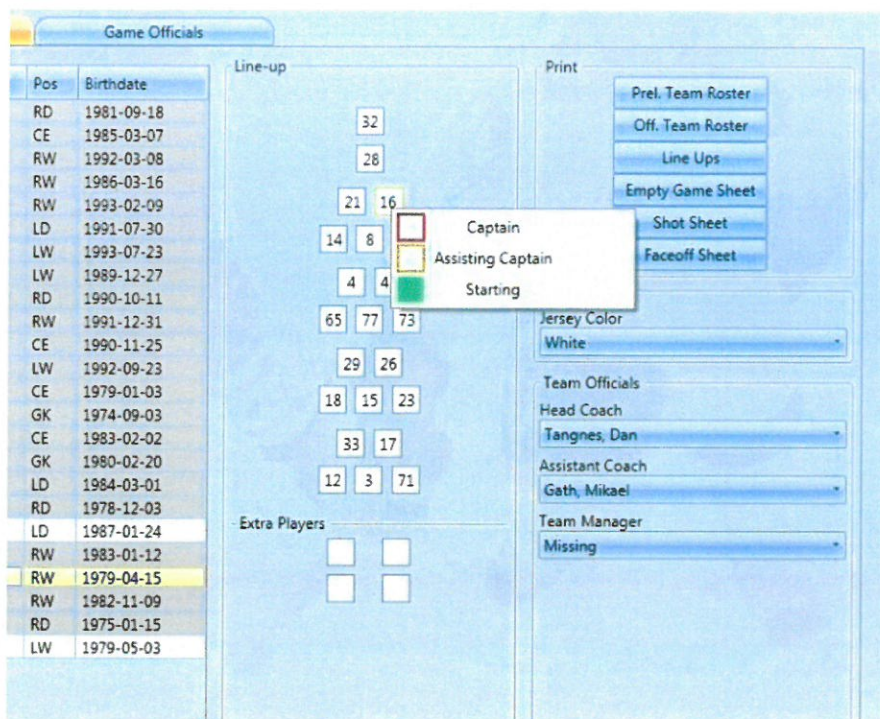 Game Officials
Pos Birthdate
RD 1981-09-18
CE 1985-03-07
RW 1992-03-08
RW 1986-03-16
RW 1993-02-09
LD 1991-07-30
LW 1993-07-23
LW 1989-12-27
RD 1990-10-11
RW 1991-12-31
CE 1990-11-25
LW 1992-09-23
CE 1979-01-03
GK 1974-09-03
CE 1983-02-02
GK 1980-02-20
LD 1984-03-01
RD 1978-12-03
LD 1987-01-24
RW 1983-01-12
RW 1979-04-15
RW 1982-11-09
RD 1975-01-15
LW 1979-05-03
Line-up
32
28
21 16
14 8
4 4
65 77 73
29 26
18 15 23
33 17
12 3 71
Captain
Assisting Captain
Starting
Extra Players
Print
Prel. Team Roster
Off. Team Roster
Line Ups
Empty Game Sheet
Shot Sheet
Faceoff Sheet
Jersey Color
White
Team Officials
Head Coach
Tangnes, Dan
Assistant Coach
Gath, Mikael
Team Manager
Missing